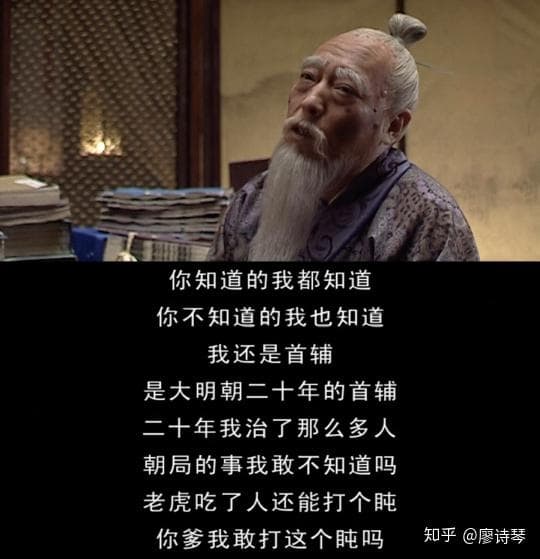 你知道的我都知道
你不知道的我也知道
我还是首辅
是大明朝二十年的首辅
二十年我治了那么多人
朝局的事我敢不知道吗
老虎吃了人还能打个盹
你爹我敢打这个盹吗
知乎 @廖诗琴